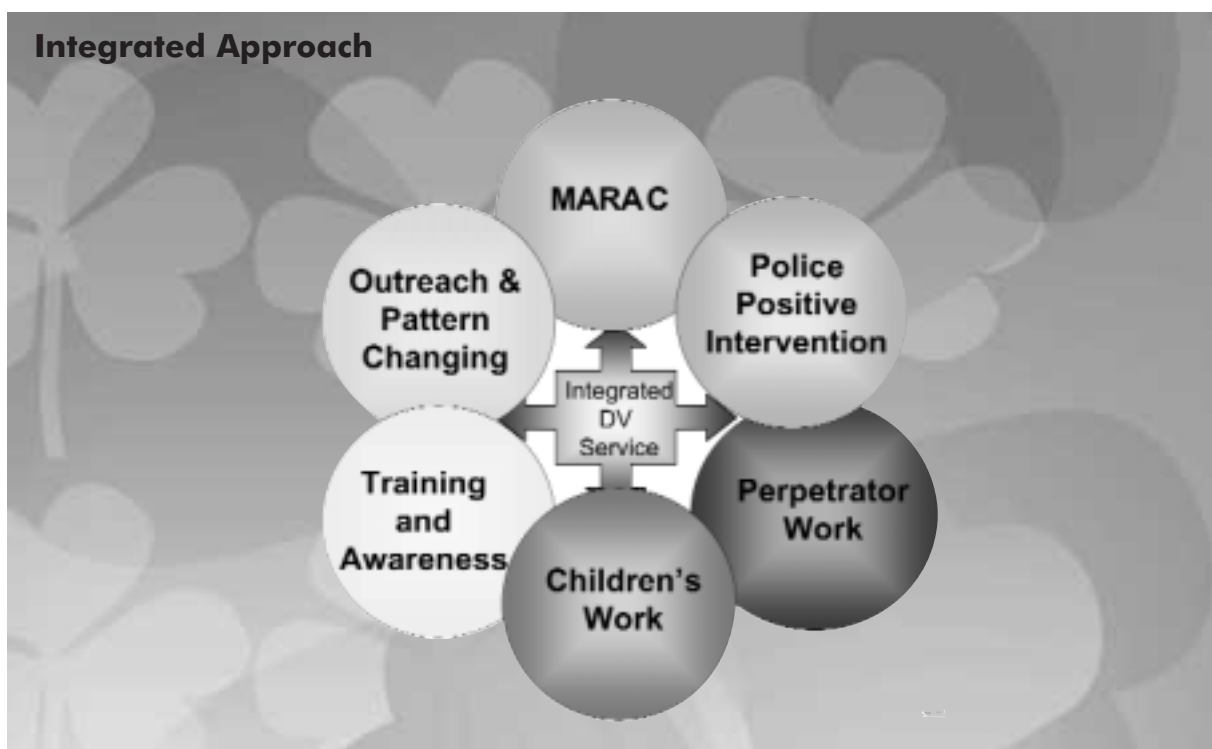 Integrated Approach
MARAC
Police
Positive
Intervention
Perpetrator
Work
Children's
Work
Training
and
Awareness
Outreach &
Pattern
Changing
Integrated
DV
Service